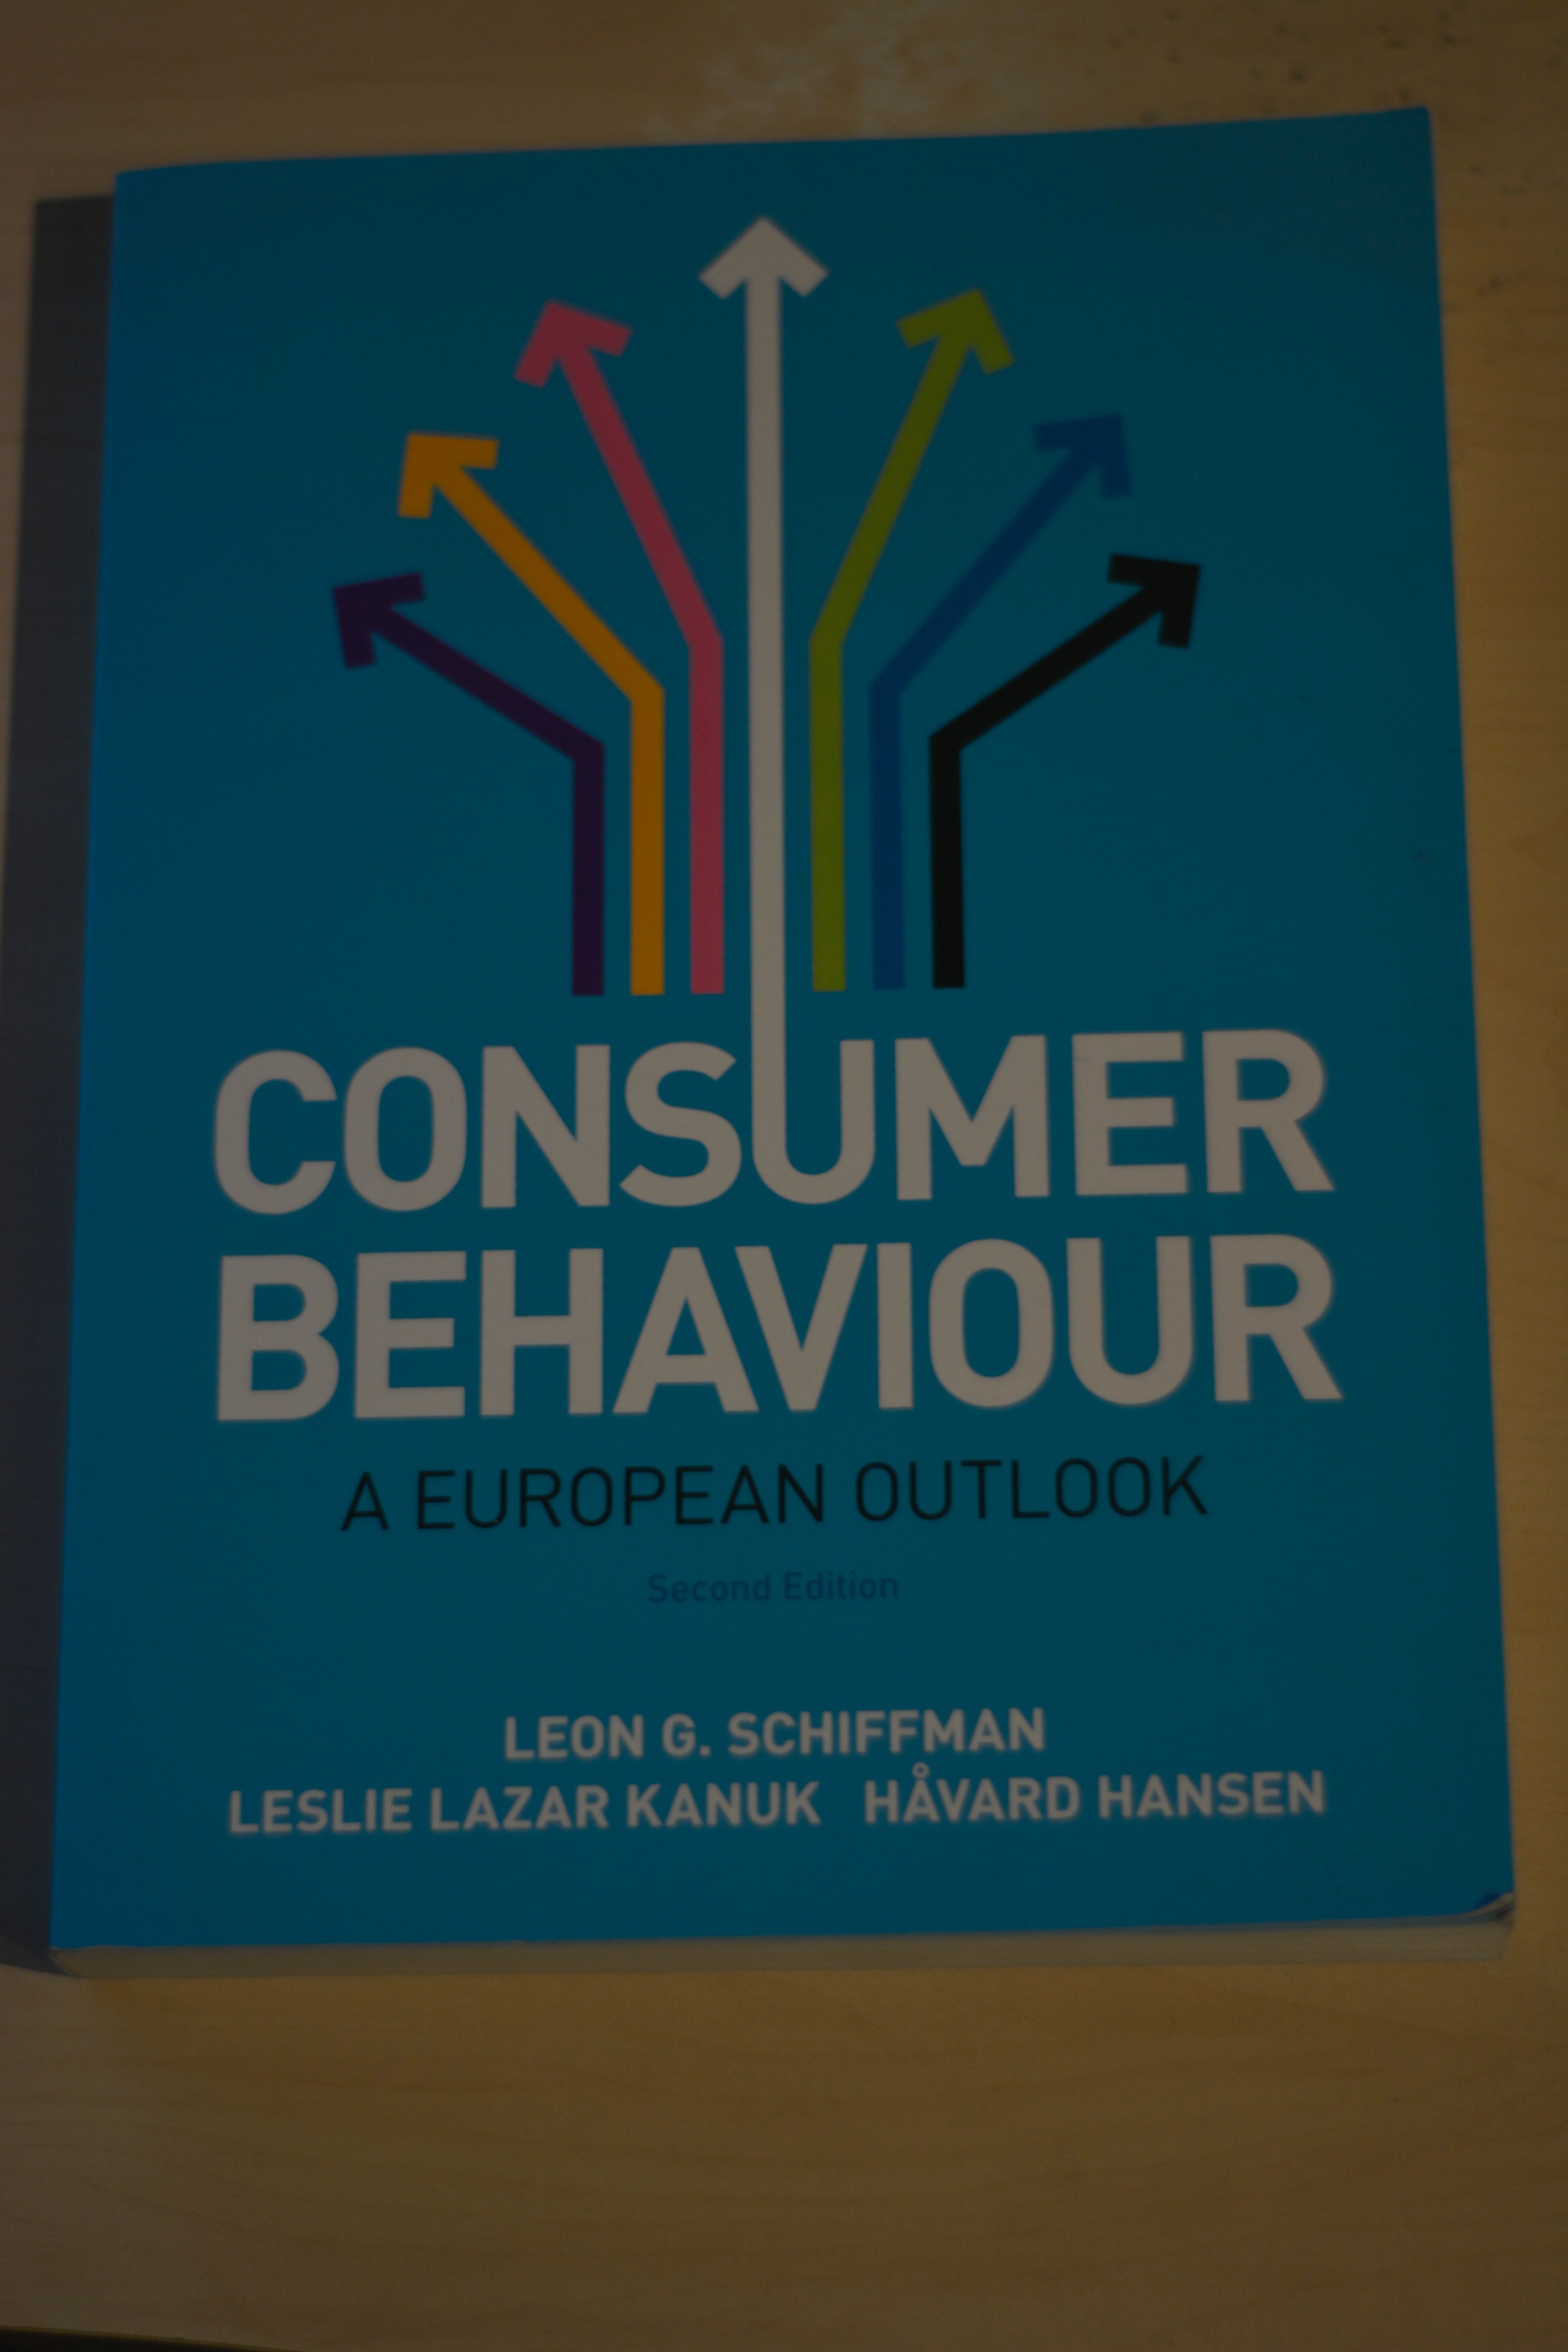 CONSUMER
BEHAVIOUR
A EUROPEAN OUTLOOK
Second Edition
LEON G. SCHIFFMAN
LESLIE LAZAR KANUK HÅVARD HANSEN